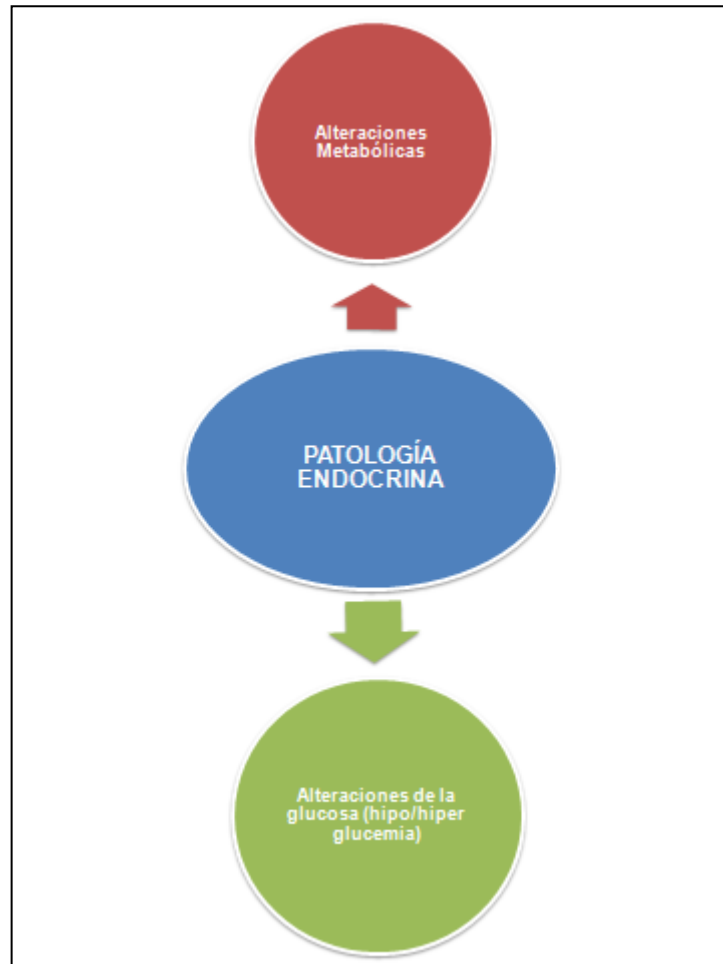 Alteraciones
Metabólicas
PATOLOGÍA
ENDOCRINA
Alteraciones de la
glucosa (hipo/hiper
glucemia)